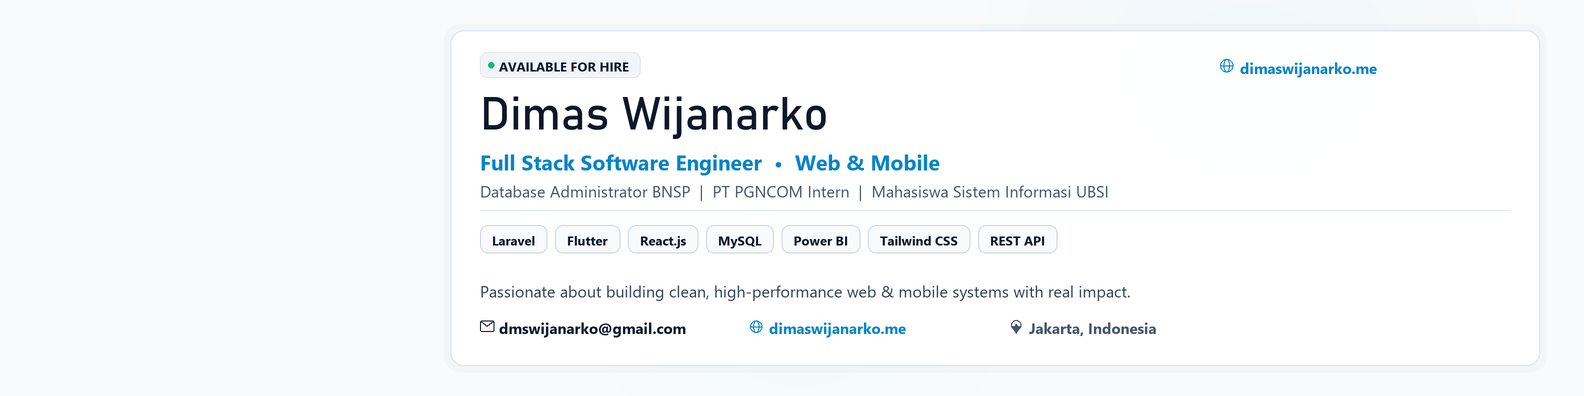 AVAILABLE FOR HIRE
dimaswijanarko.me
Dimas Wijanarko
Full Stack Software Engineer • Web & Mobile
Database Administrator BNSP | PT PGNCOM Intern | Mahasiswa Sistem Informasi UBSI
Laravel Flutter React.js MySQL Power BI Tailwind CSS REST API
Passionate about building clean, high-performance web & mobile systems with real impact.
dmswijanarko@gmail.com dimaswijanarko.me Jakarta, Indonesia